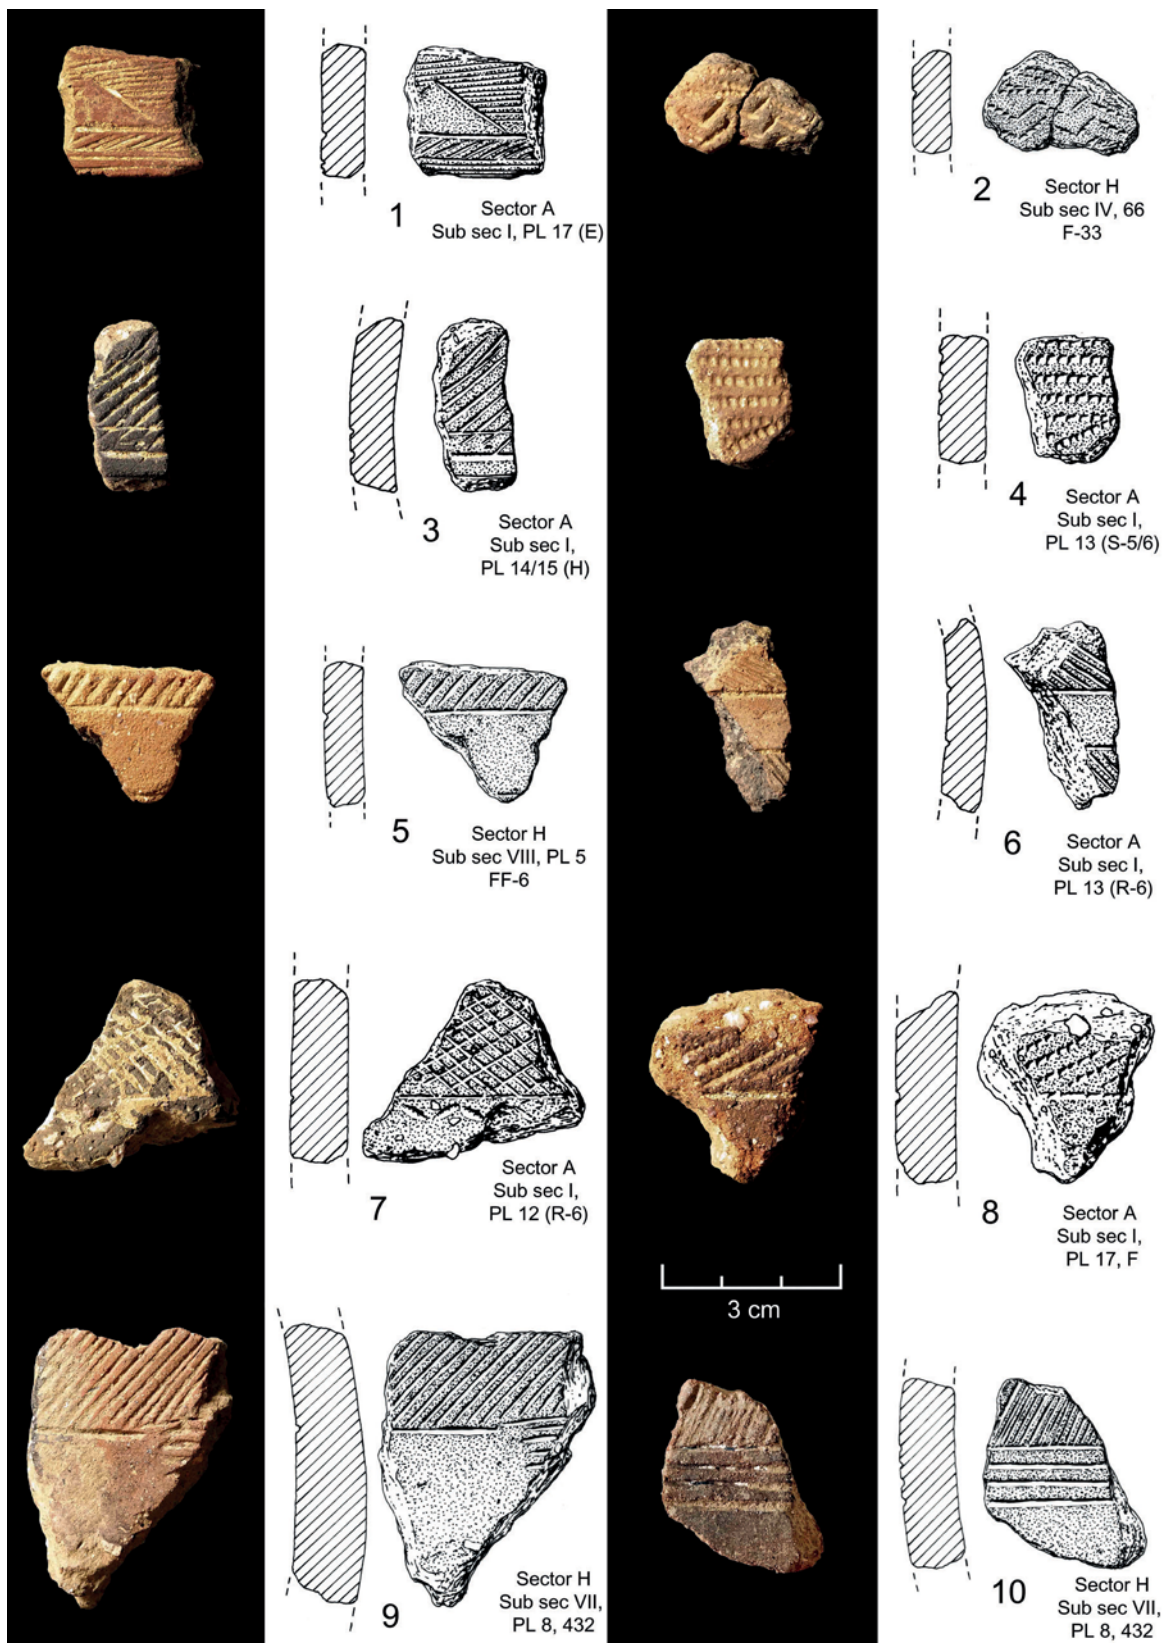 1
Sector A
Sub sec I, PL 17 (E)
2
Sector H
Sub sec IV, 66
F-33
3
Sector A
Sub sec I,
PL 14/15 (H)
4
Sector A
Sub sec I,
PL 13 (S-5/6)
5
Sector H
Sub sec VIII, PL 5
FF-6
6
Sector A
Sub sec I,
PL 13 (R-6)
7
Sector A
Sub sec I,
PL 12 (R-6)
8
Sector A
Sub sec I,
PL 17, F
3 cm
9
Sector H
Sub sec VII,
PL 8, 432
10
Sector H
Sub sec VII,
PL 8, 432